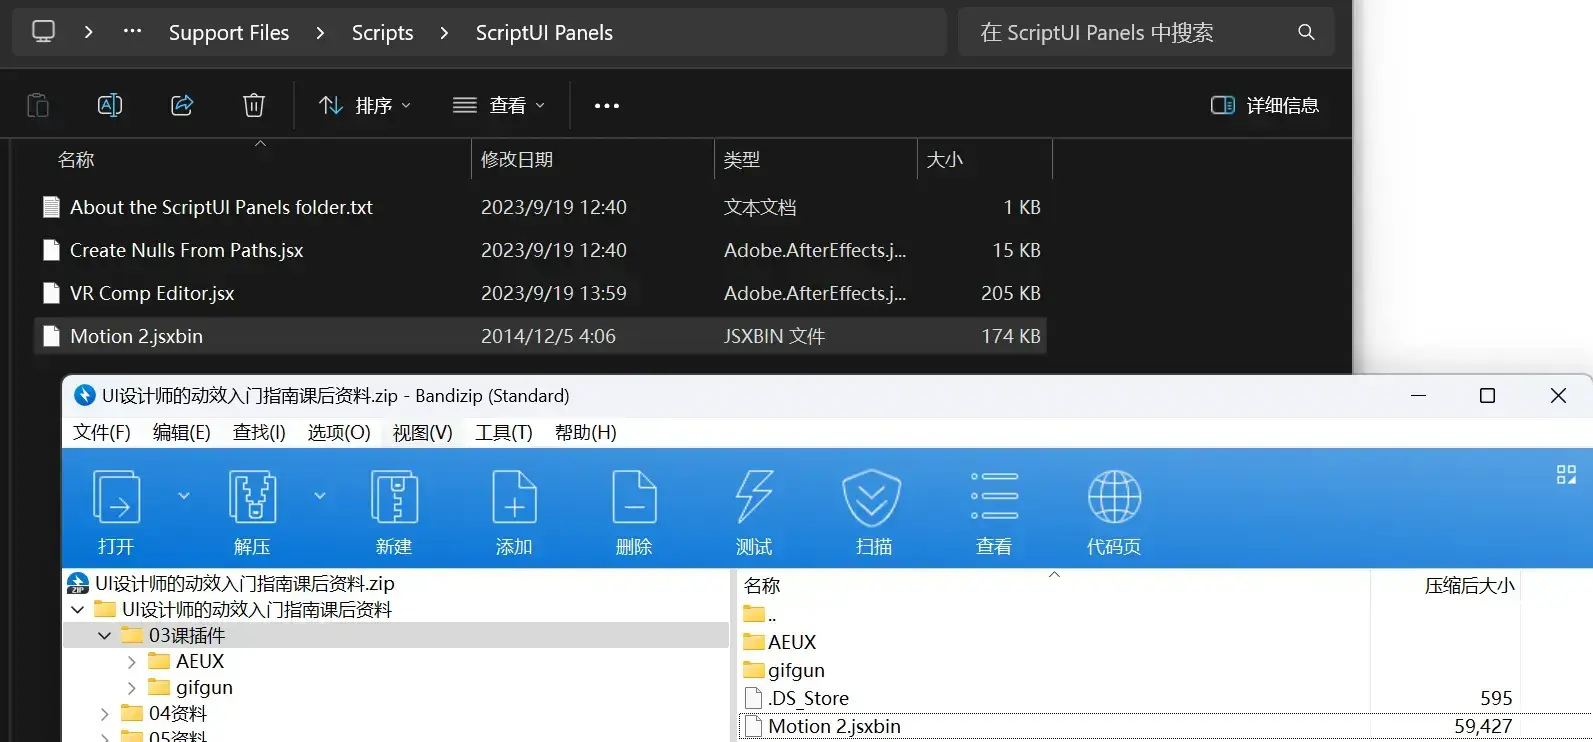 Support Files
Scripts
ScriptUI Panels
在 ScriptUI Panels 中搜索
排序
查看
详细信息
名称
修改日期
类型
大小
About the ScriptUI Panels folder.txt
2023/9/19 12:40
文本文档
1 KB
Create Nulls From Paths.jsx
2023/9/19 12:40
Adobe.AfterEffects.j...
15 KB
VR Comp Editor.jsx
2023/9/19 13:59
Adobe.AfterEffects.j...
205 KB
Motion 2.jsxbin
2014/12/5 4:06
JSXBIN 文件
174 KB
UI设计师的动效入门指南课后资料.zip - Bandizip (Standard)
文件(F)
编辑(E)
查找(I)
选项(O)
视图(V)
工具(T)
帮助(H)
打开
解压
新建
添加
删除
测试
扫描
查看
代码页
UI设计师的动效入门指南课后资料.zip
UI设计师的动效入门指南课后资料
03课插件
AEUX
gifgun
04资料
05资料
名称
压缩后大小
..
AEUX
gifgun
.DS_Store
595
Motion 2.jsxbin
59,427